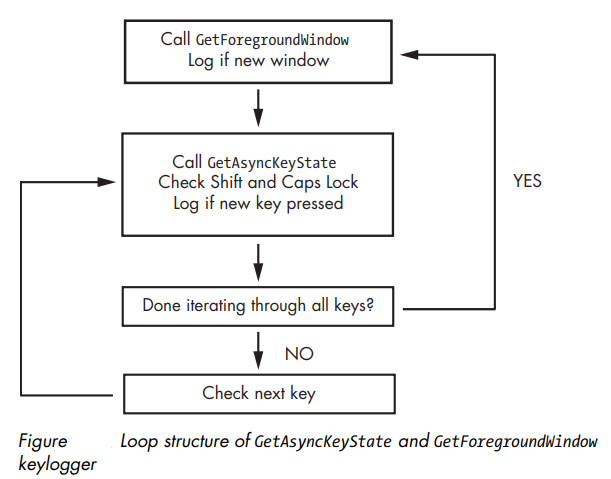 Call GetForegroundWindow
Log if new window
Call GetAsyncKeyState
Check Shift and Caps Lock
Log if new key pressed
YES
Done iterating through all keys?
NO
Check next key
Figure Loop structure of GetAsyncKeyState and GetForegroundWindow
keylogger